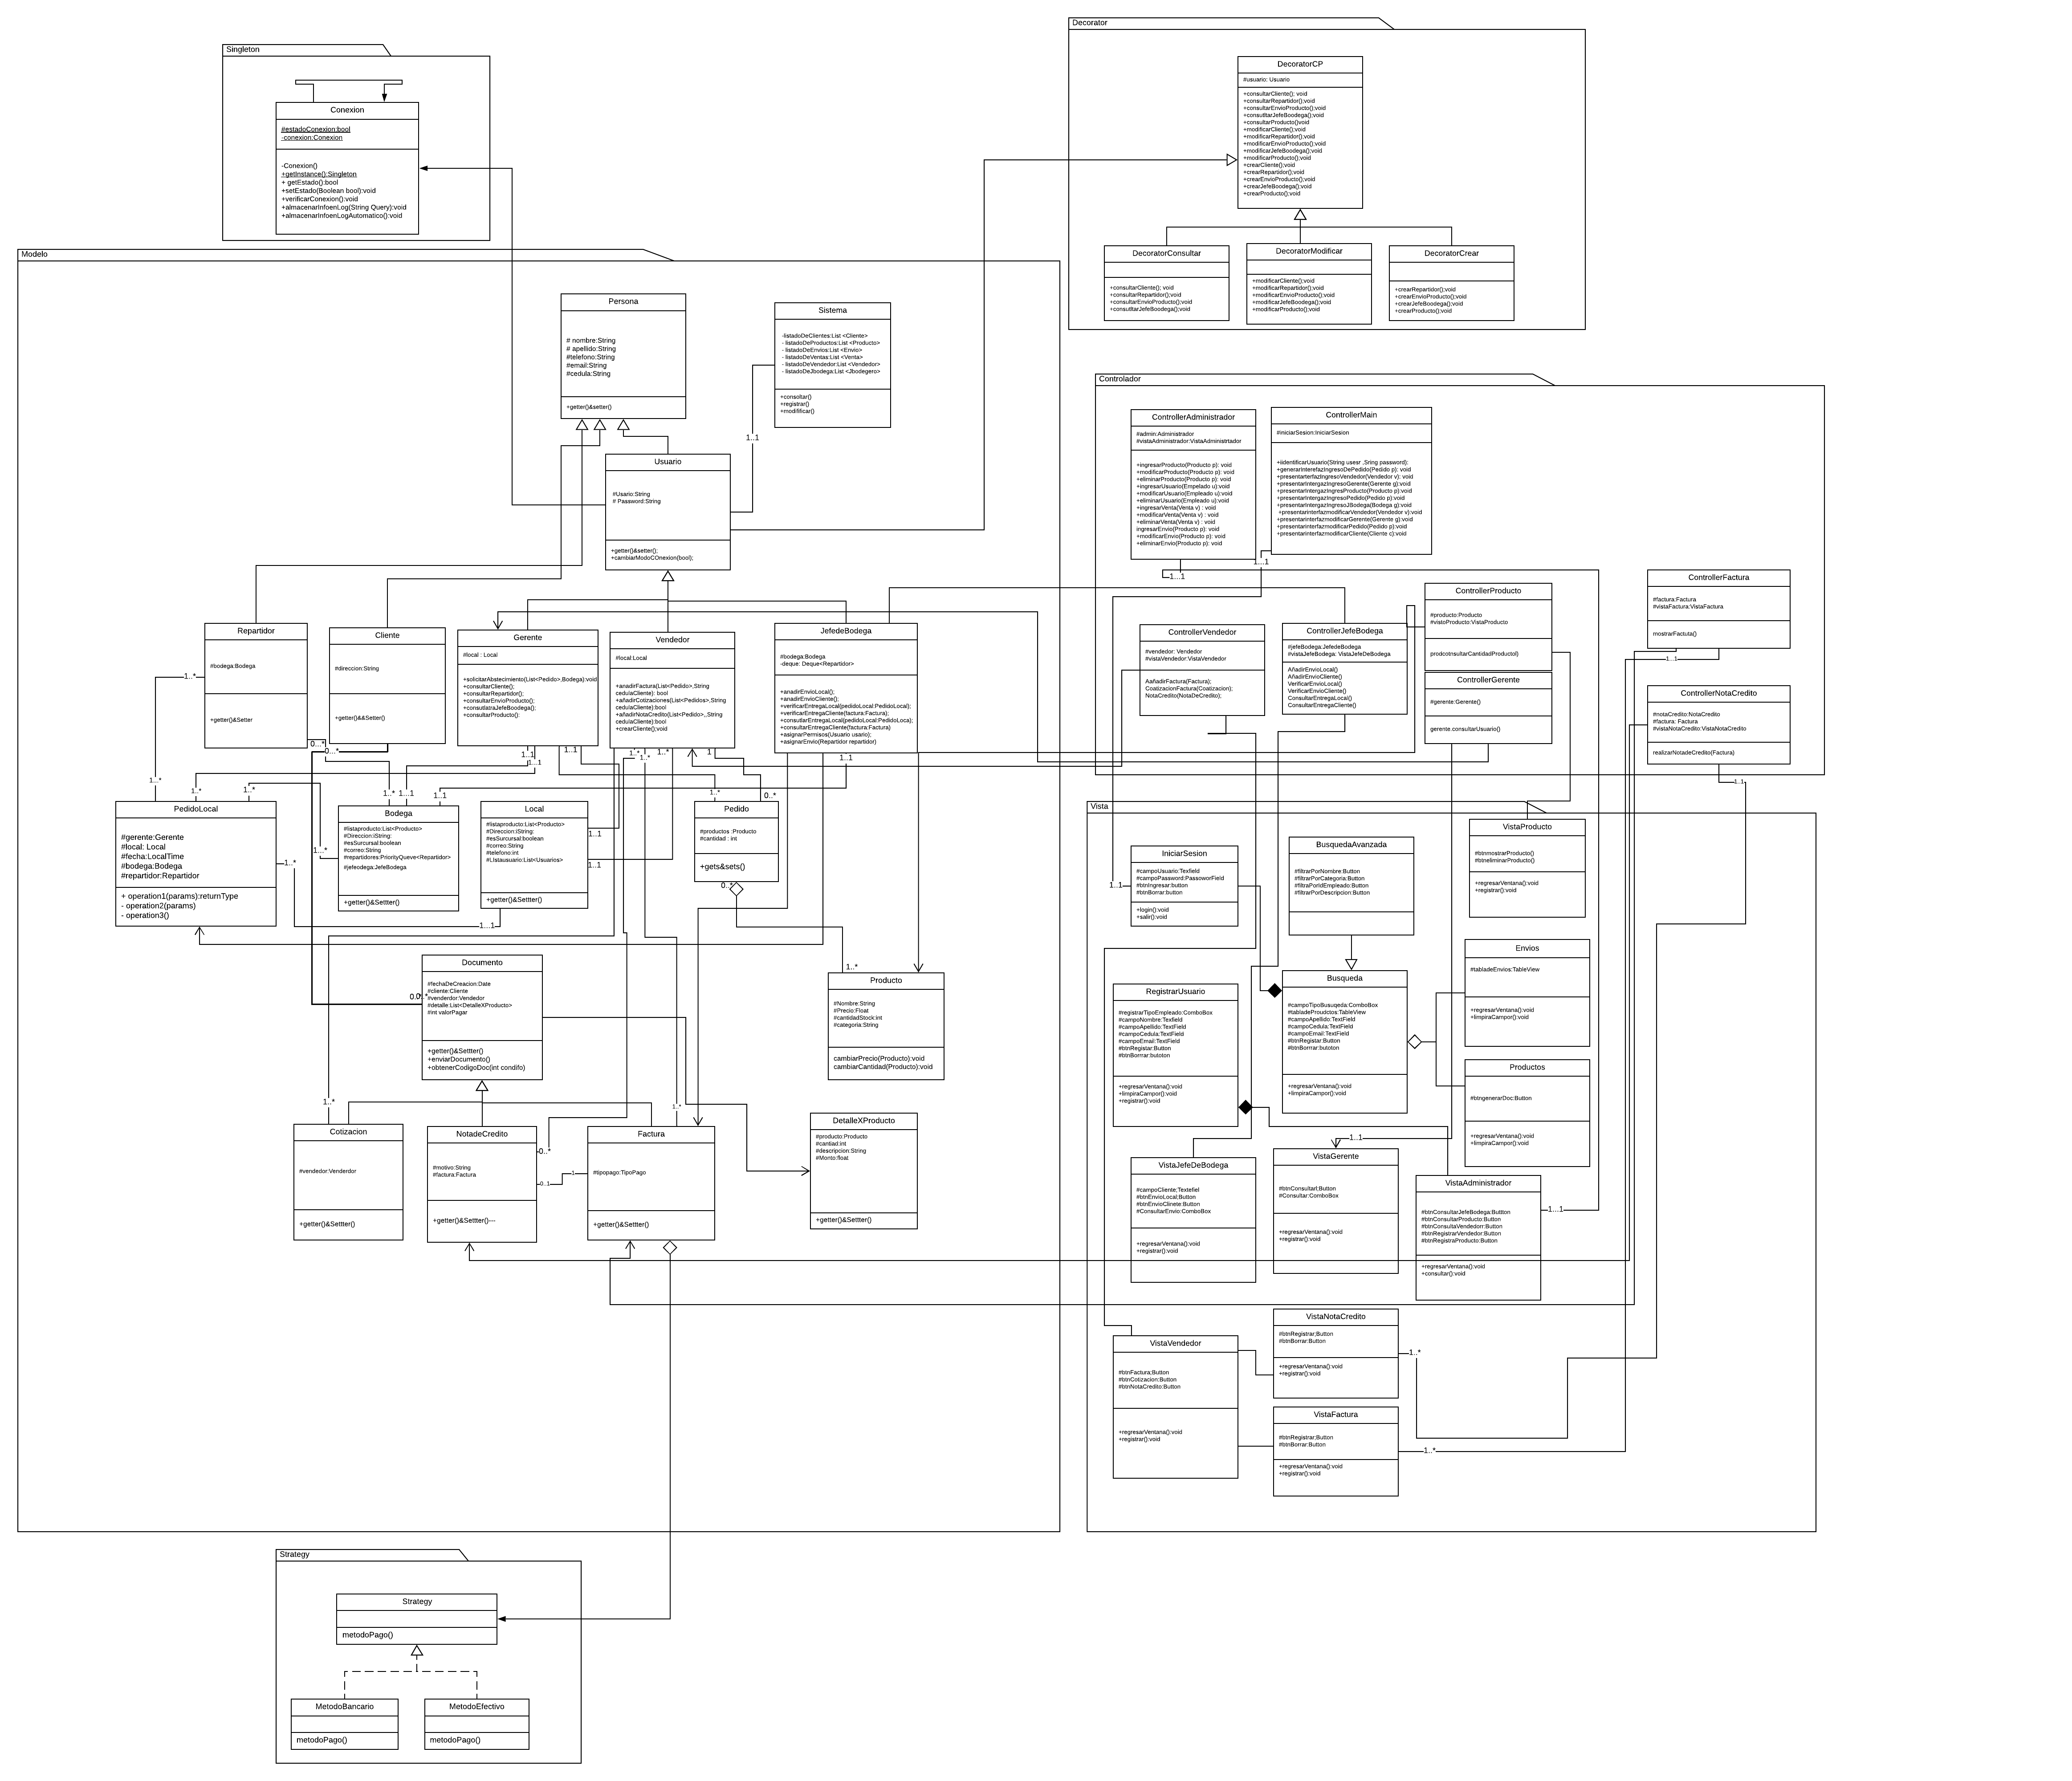 Singleton
Conexion
#estadoConexion:bool
-conexion:Conexion
-Conexion()
+getInstance():Singleton
+ getEstado():bool
+setEstado(Boolean bool):void
+verificarConexion():void
+almacenarInfoenLog(String Query):void
+almacenarInfoenLogAutomatico():void
Decorator
DecoratorCP
#usuario: Usuario
+consultarCliente(); void
+consultarRepartidor();void
+consultarEnvioProducto();void
+consutltarJefeBoodega();void
+consultarProducto()void
+modificarCliente();void
+modificarRepartidor();void
+modificarEnvioProducto();void
+modificarJefeBoodega();void
+modificarProducto();void
+crearCliente();void
+crearRepartidor();void
+crearEnvioProducto();void
+crearJefeBoodega();void
+crearProducto();void
DecoratorConsultar
+consultarCliente(); void
+consultarRepartidor();void
+consultarEnvioProducto();void
+consutltarJefeBoodega();void
DecoratorModificar
+modificarCliente();void
+modificarRepartidor();void
+modificarEnvioProducto();void
+modificarJefeBoodega();void
+modificarProducto();void
DecoratorCrear
+crearRepartidor();void
+crearEnvioProducto();void
+crearJefeBoodega();void
+crearProducto();void
Modelo
Persona
# nombre:String
# apellido:String
#telefono:String
#email:String
#cedula:String
+getter()&setter()
Sistema
-listadoDeClientes:List <Cliente>
- listadoDeProductos:List <Producto>
- listadoDeEnvios:List <Envio>
- listadoDeVentas:List <Venta>
- listadoDeVendedor:List <Vendedor>
- listadoDeJbodega:List <Jbodegero>
+consoltar()
+registrar()
+modifificar()
1..1
Usuario
#Usario:String
# Password:String
+getter()&setter();
+cambiarModoCOnexion(bool);
Repartidor
#bodega:Bodega
+getter()&Setter
Cliente
#direccion:String
+getter()&&Setter()
Gerente
#local : Local
+solicitarAbstecimiento(List<Pedido>,Bodega):void
+consultarCliente();
+consultarRepartidor();
+consultarEnvioProducto();
+consutlatraJefeBoodega();
+consultarProducto():
Vendedor
#local:Local
+anadirFactura(List<Pedido>,String
cedulaCliente): bool
+añadirCotizaciones(List<Pedidos>,String
cedulaCliente):bool
+añadirNotaCrédito(List<Pedido>,,String
cedulaCliente):bool
+crearCliente();void
JefedeBodega
#bodega:Bodega
-deque: Deque<Repartidor>
+anadirEnvioLocal();
+anadirEnvioCliente();
+verificarEntregaLocal(pedidoLocal:PedidoLocal);
+verificarEntregaCliente(factura:Factura);
+consutlarEntregaLocal(pedidoLocal:PedidoLoca);
+consultarEntregaCliente(factura:Factura)
+asignarPermisos(Usuario usario);
+asignarEnvio(Repartidor repartidor)
1..*
0...*
0...*
1..1
1...1
1..1
1..*
1..*
1..*
1
1..1
1...*
1..*
1..*
1..*
1...1
1..1
1..*
0..*
PedidoLocal
#gerente:Gerente
#local: Local
#fecha:LocalTime
#bodega:Bodega
#repartidor:Repartidor
+ operation1(params):returnType
- operation2(params)
- operation3()
1..*
1...*
Bodega
#listaproducto:List<Producto>
#Direccion:iString:
#esSurcursal:boolean
#correo:String
#repartidores:PriorityQueve<Repartidor>
#jefeodega:JefeBodega
+getter()&Settter()
Local
#listaproducto:List<Producto>
#Direccion:iString:
#esSurcursal:boolean
#correo:String
#telefono:int
#LIstausuario:List<Usuarios>
+getter()&Settter()
1..1
1..1
1...1
Pedido
#productos :Producto
#cantidad : int
+gets&sets()
0..*
1..*
Producto
#Nombre:String
#Precio:Float
#cantidadStock:int
#categoria:String
cambiarPrecio(Producto):void
cambiarCantidad(Producto):void
Documento
#fechaDeCreacion:Date
#cliente:Cliente
#venderdor:Vendedor
#detalle:List<DetalleXProducto>
#int valorPagar
+getter()&Settter()
+enviarDocumento()
+obtenerCodigoDoc(int condifo)
1..*
1..*
Cotizacion
#vendedor:Venderdor
+getter()&Settter()
NotadeCredito
#motivo:String
#factura:Factura
+getter()&Settter()---
0..*
0..1
1
Factura
#tipopago:TipoPago
+getter()&Settter()
DetalleXProducto
#producto:Producto
#cantiad:int
#descripcion:String
#Monto:float
+getter()&Settter()
Controlador
ControllerAdministrador
#admin:Administrador
#vistaAdministrador:VistaAdministrtador
+ingresarProducto(Producto p): void
+modificarProducto(Producto p): void
+eliminarProducto(Producto p): void
+ingresarUsuario(Empelado u):void
+modificarUsuario(Empleado u):void
+eliminarUsuario(Empleado u):void
+ingresarVenta(Venta v) : void
+modificarVenta(Venta v) : void
+eliminarVenta(Venta v) : void
ingresarEnvio(Producto p): void
+modificarEnvio(Producto p): void
+eliminarEnvio(Producto p): void
1...1
ControllerMain
#iniciarSesion:IniciarSesion
+iidentificarUsuario(String usesr ,Sring password):
+generarInterefazIngresoDePedido(Pedido p): void
+presentarterfazIngresoVendedor(Vendedor v): void
+presentarIntergazIngresoGerente(Gerente g):void
+presentarIntergazIngresProducto(Producto p):void
+presentarIntergazIngresoPedido(Pedido p):void
+presentarIntergazIngresoJBodega(Bodega g):void
+presentarinterfazmodificarVendedor(Vendedor v):void
+presentarinterfazmodificarGerente(Gerente g):void
+presentarinterfazmodificarPedido(Pedido p):void
+presentarinterfazmodificarCliente(Cliente c):void
1...1
ControllerVendedor
#vendedor: Vendedor
#vistaVendedor:VistaVendedor
AañadirFactura(Factura);
CoatizacionFactura(Coatizacion);
NotaCredito(NotaDeCredito);
ControllerJefeBodega
#jefeBodega:JefedeBodega
#vistaJefeBodega: VistaJefeDeBodega
AñadirEnvioLocal()
AñadirEnvioCliente()
VerificarEnvioLocal()
VerificarEnvioCliente()
ConsultarEntregaLocal()
ConsultarEntregaCliente()
ControllerProducto
#producto:Producto
#vistoProducto:VistaProducto
prodcotnsultarCantidadProductol)
ControllerGerente
#gerente:Gerente()
gerente.consultarUsuario()
ControllerFactura
#factura:Factura
#vistaFactura:VistaFactura
mostrarFactuta()
1..1
ControllerNotaCredito
#notaCredito:NotaCredito
#factura: Factura
#vistaNotaCredito:VistaNotaCredito
realizarNotadeCredito(Factura)
1..1
Vista
IniciarSesion
#campoUsuario:Texfield
#campoPassword:PassoworField
#btnIngresar:button
#btnBorrar:button
+login():void
+salir():void
1..1
BusquedaAvanzada
#filtrarPorNombre:Button
#filtrarPorCategoria:Button
#filtraPorIdEmpleado:Button
#filtrarPorDescripcion:Button
VistaProducto
#btnmostrarProducto()
#btneliminarProducto()
+regresarVentana():void
+registrar():void
RegistrarUsuario
#registrarTipoEmpleado:ComboBox
#campoNombre:Texfield
#campoApellido:TextField
#campoCedula:TextField
#campoEmail:TextField
#btnRegistar:Button
#btnBorrrar:butoton
+regresarVentana():void
+limpiraCampor():void
+registrar():void
Busqueda
#campoTipoBusuqeda:ComboBox
#tabladeProudctos:TableView
#campoApellido:TextField
#campoCedula:TextField
#campoEmail:TextField
#btnRegistar:Button
#btnBorrrar:butoton
+regresarVentana():void
+limpiraCampor():void
Envios
#tabladeEnvios:TableView
+regresarVentana():void
+limpiraCampor():void
Productos
#btngenerarDoc:Button
+regresarVentana():void
+limpiraCampor():void
VistaJefeDeBodega
#campoCliente;Textefiel
#btnEnvioLocal;Button
#btnEnvioClinete:Button
#ConsultarEnvio:ComboBox
+regresarVentana():void
+registrar():void
1..1
VistaGerente
#btnConsultarl;Button
#Consultar:ComboBox
+regresarVentana():void
+registrar():void
VistaAdministrador
#btnConsultarJefeBodega:Buttton
#btnConsultarProducto:Button
#btnConsultaVendedorr:Button
#btnRegistrarVendedor:Button
#btnRegistraProducto:Button
+regresarVentana():void
+consultar():void
1...1
VistaNotaCredito
#btnRegistrar;Button
#btnBorrar:Button
+regresarVentana():void
+registrar():void
1..*
VistaVendedor
#btnFactura;Button
#btnCotizacion:Button
#btnNotaCredito:Button
+regresarVentana():void
+registrar():void
VistaFactura
#btnRegistrar;Button
#btnBorrar:Button
+regresarVentana():void
+registrar():void
1..*
Strategy
Strategy
metodoPago()
MetodoBancario
metodoPago()
MetodoEfectivo
metodoPago()